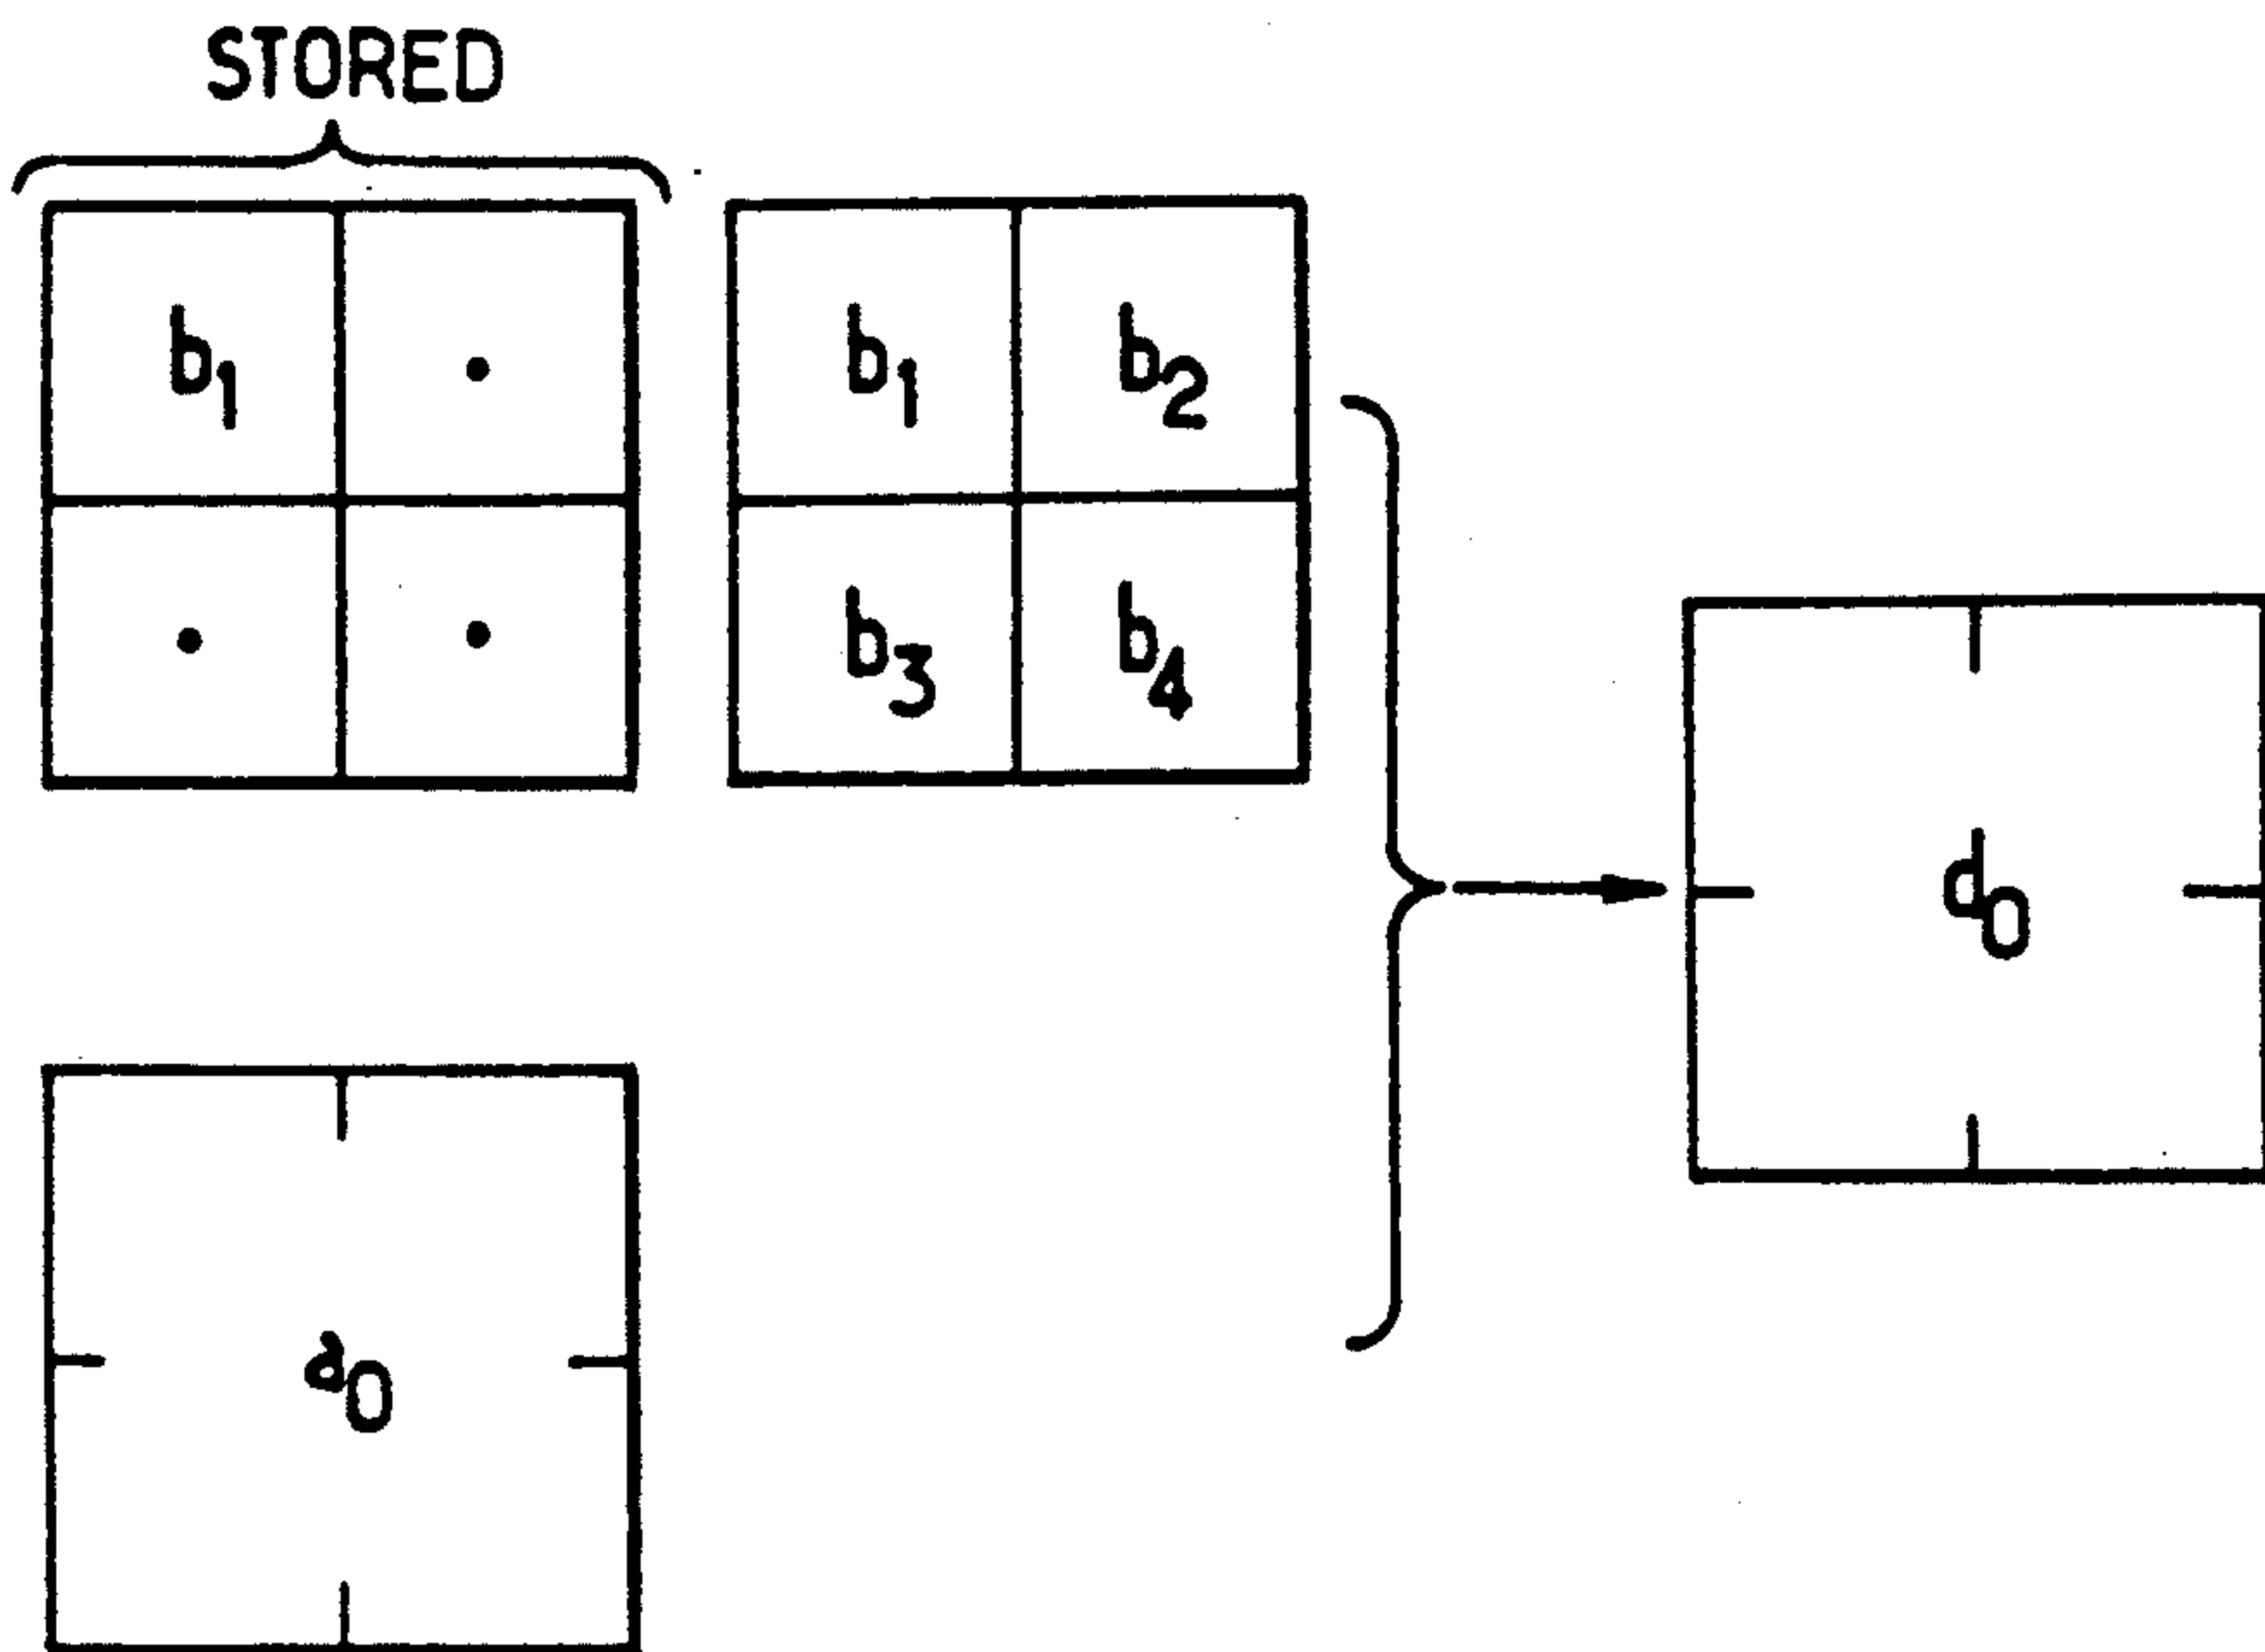 STORED
b₁ b₁ b₂
b₃ b₄
d₀
a₀